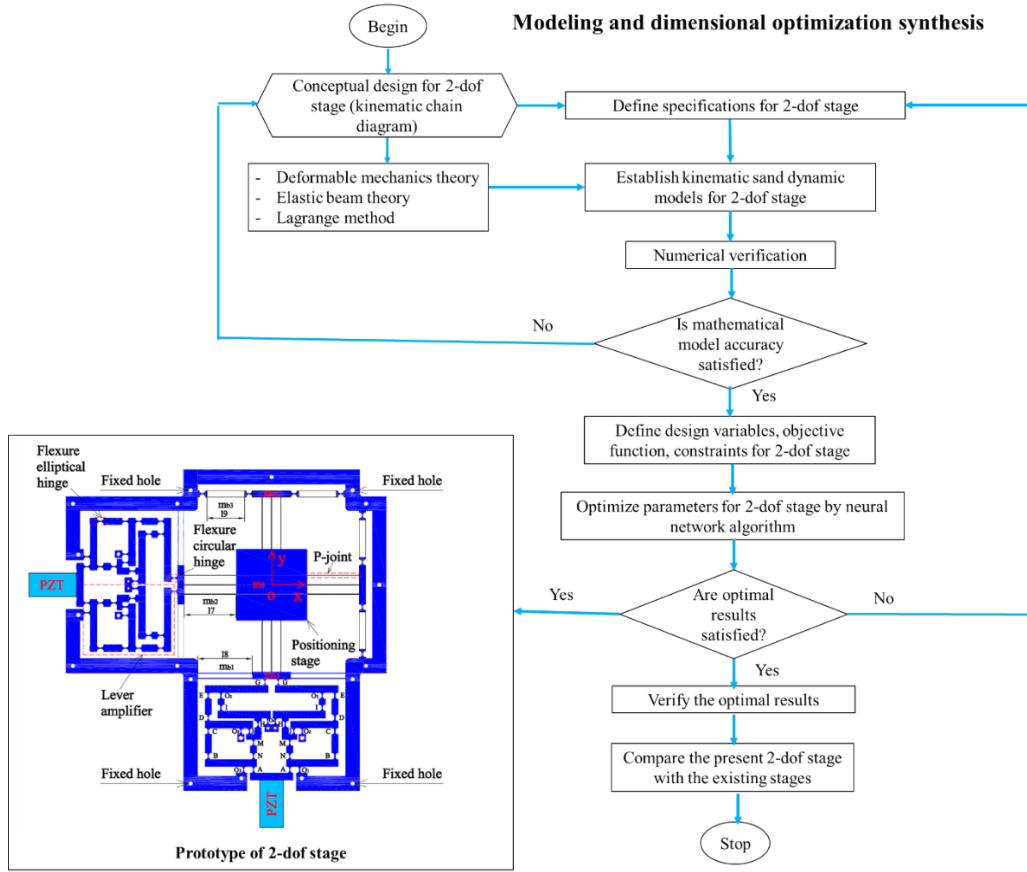 Modeling and dimensional optimization synthesis
Begin
Conceptual design for 2-dof
stage (kinematic chain
diagram)
Define specifications for 2-dof stage
- Deformable mechanics theory
- Elastic beam theory
- Lagrange method
Establish kinematic sand dynamic
models for 2-dof stage
Numerical verification
No
Is
mathematical
model accuracy
satisfied?
Yes
Define design variables, objective
function, constraints for 2-dof stage
Optimize parameters for 2-dof stage by neural
network algorithm
Yes
Are optimal
results
satisfied?
No
Yes
Verify the optimal results
Compare the present 2-dof stage
with the existing stages
Stop
Flexure
elliptical
hinge
Fixed hole
Fixed hole
mb3
l9
Flexure
circular
hinge
P-joint
PZT
y
O
x
mb2
l7
Positioning
stage
l8
mb1
Lever
amplifier
G
G
E
E
I
I
D
D
C
C
M
M
B
N
N
B
A
A
Fixed hole
Fixed hole
PZT
Prototype of 2-dof stage